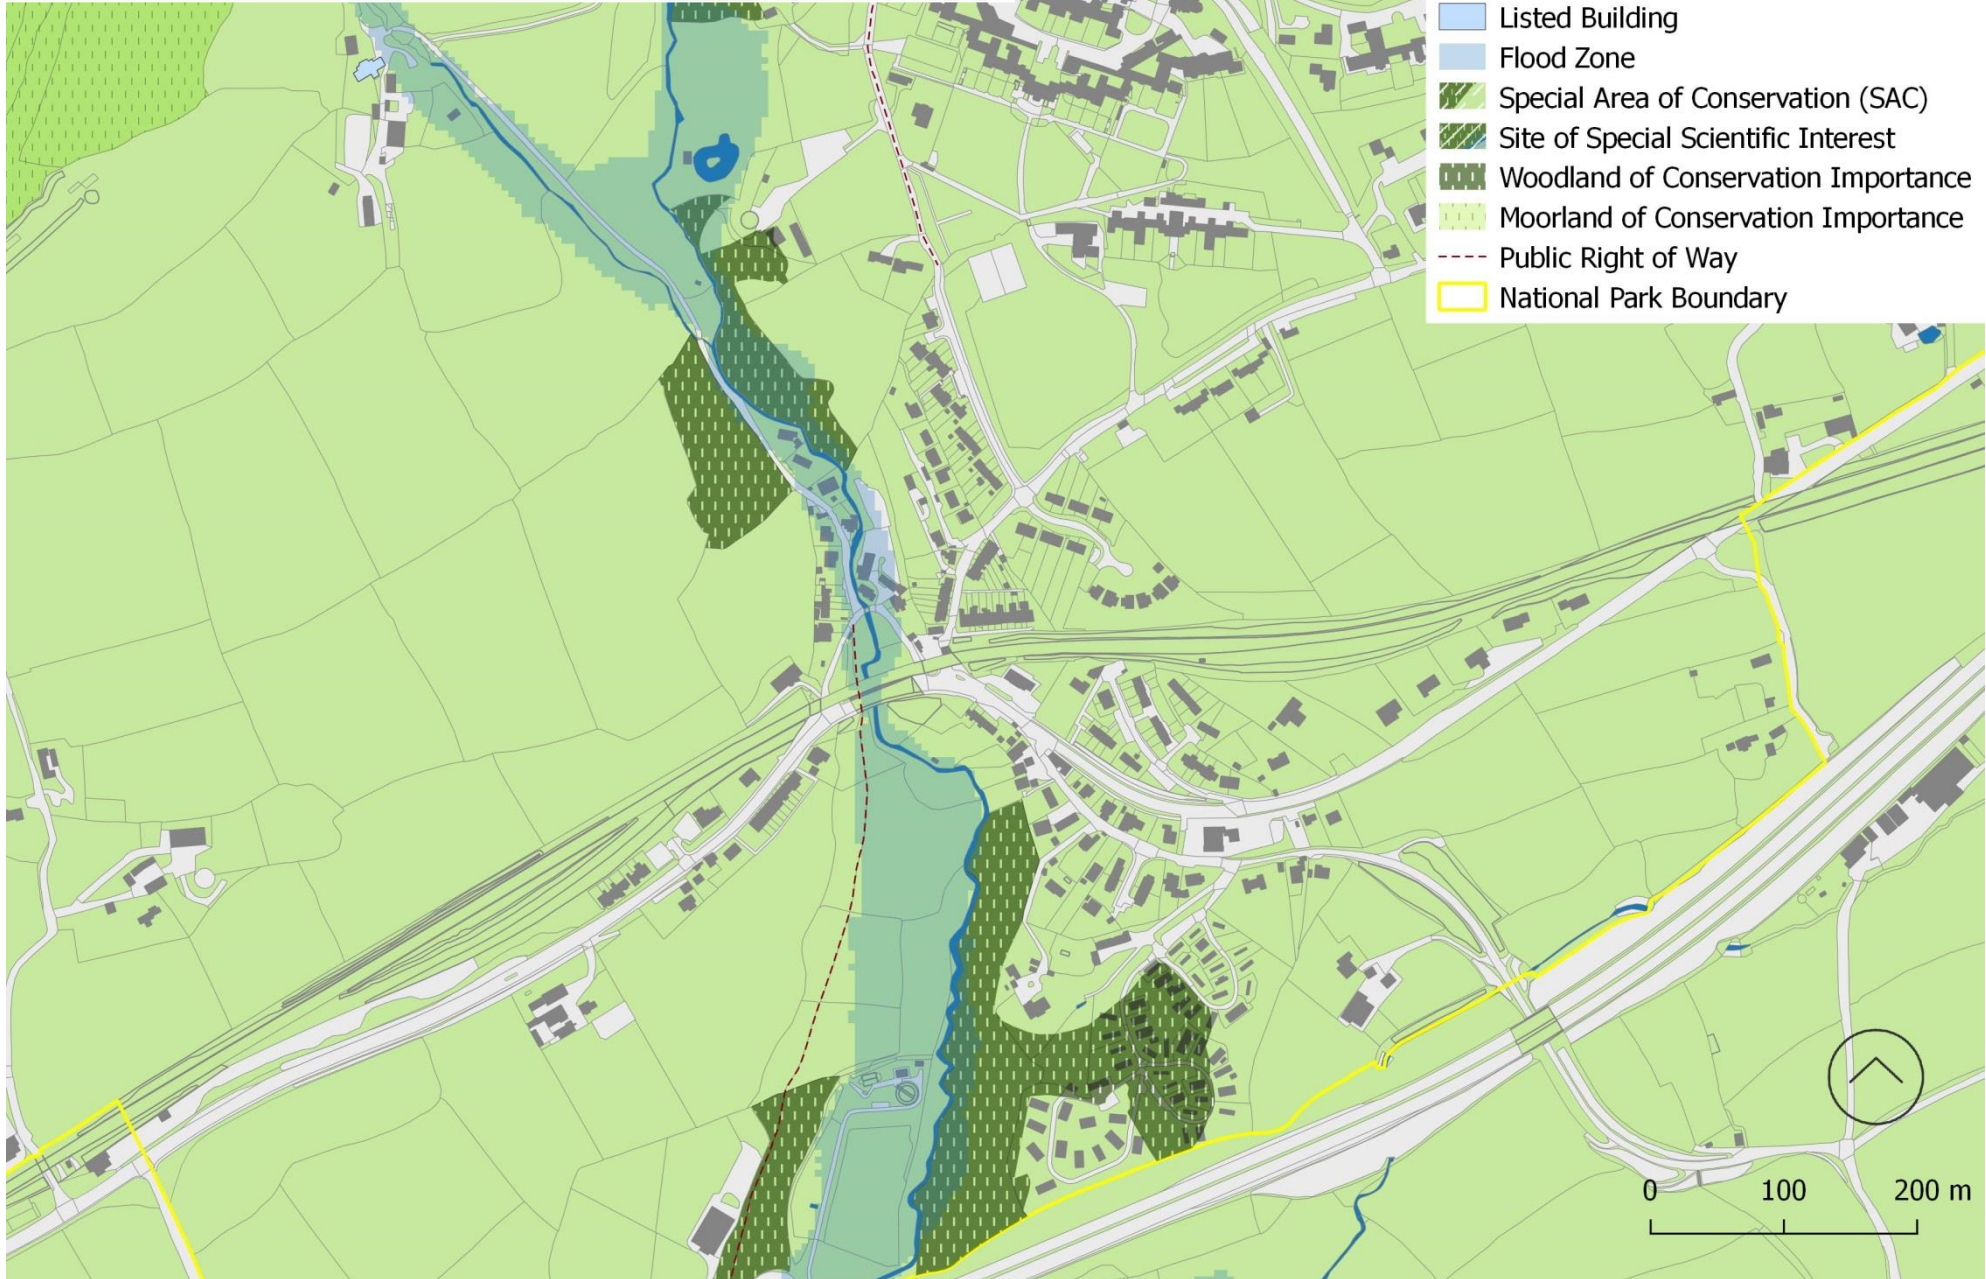 Listed Building
Flood Zone
Special Area of Conservation (SAC)
Site of Special Scientific Interest
Woodland of Conservation Importance
Moorland of Conservation Importance
Public Right of Way
National Park Boundary
0 100 200 m